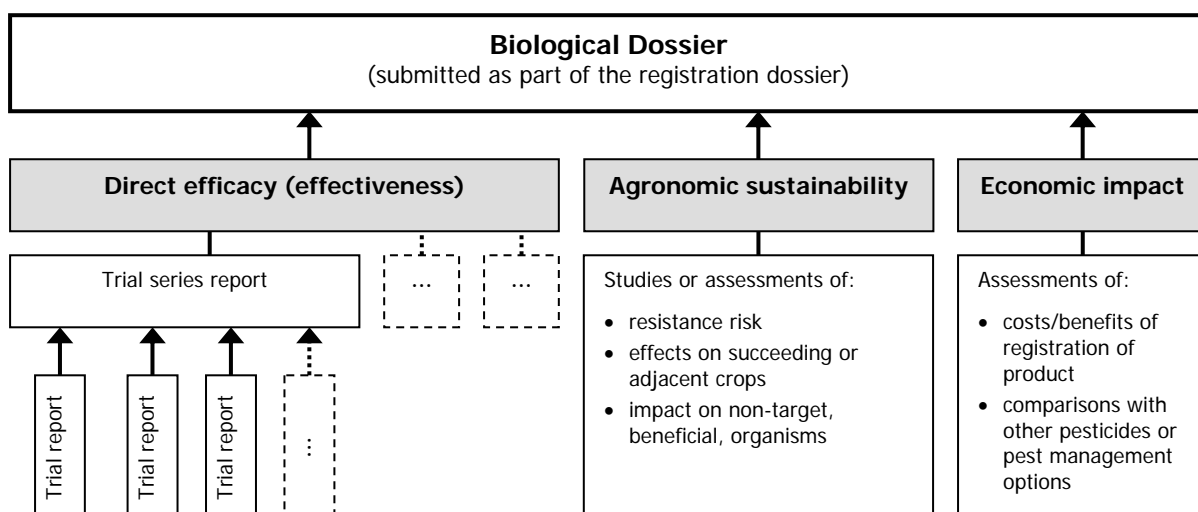 Biological Dossier
(submitted as part of the registration dossier)
Direct efficacy (effectiveness)
Agronomic sustainability
Economic impact
Trial series report
...
...
Trial report
Trial report
Trial report
...
Studies or assessments of:
• resistance risk
• effects on succeeding or
adjacent crops
• impact on non-target,
beneficial, organisms
Assessments of:
• costs/benefits of
registration of
product
• comparisons with
other pesticides or
pest management
options